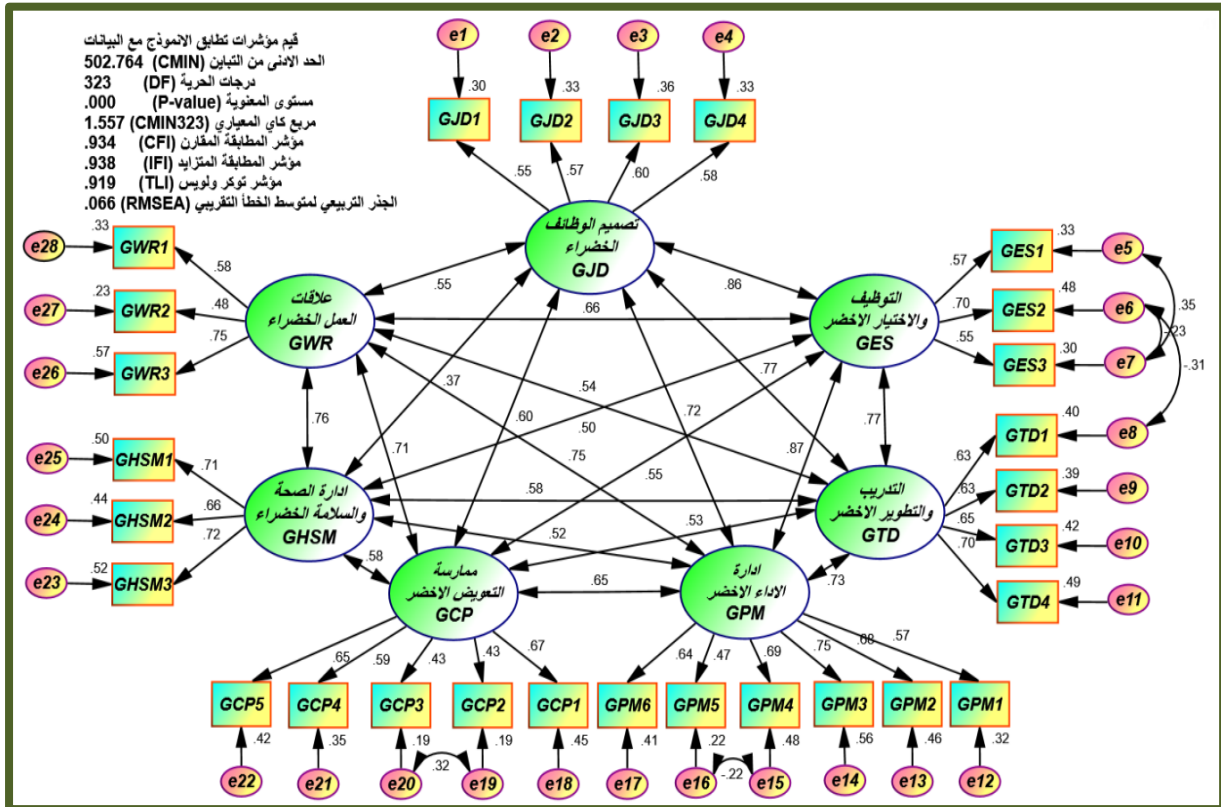 قيم مؤشرات تطابق الانموذج مع البيانات
الحد الادنى من التباين (CMIN) 502.764
درجات الحرية (DF) 323
مستوى المعنوية (P-value) .000
مربع كاي المعياري (CMIN323) 1.557
مؤشر المطابقة المقارن (CFI) .934
مؤشر المطابقة المتزايد (IFI) .938
مؤشر توكر ولويس (TLI) .919
الجذر التربيعي لمتوسط الخطأ التقريبي (RMSEA) .066
e1 e2 e3 e4
.30 .33 .36 .33
GJD1 GJD2 GJD3 GJD4
.55 .57 .60 .58
تصميم الوظائف
الخضراء
GJD
e28 .33 GWR1 .58
e27 .23 GWR2 .48
e26 .57 GWR3 .75
علاقات
العمل الخضراء
GWR
التوظيف
والاختيار الاخضر
GES
.57 GES1 .33 e5
.70 GES2 .48 e6
.55 GES3 .30 e7
.35
-.23
-.31
.55 .86
.66
.37 .54 .77
.60 .50 .72
.76 .71 .75 .55 .87 .77
.58 .53
.52
.58 .65 .73
e25 .50 GHSM1 .71
e24 .44 GHSM2 .66
e23 .52 GHSM3 .72
ادارة الصحة
والسلامة الخضراء
GHSM
التدريب
والتطوير الاخضر
GTD
.63 GTD1 .40 e8
.63 GTD2 .39 e9
.65 GTD3 .42 e10
.70 GTD4 .49 e11
ممارسة
التعويض الاخضر
GCP
ادارة
الاداء الاخضر
GPM
.65 .59 .43 .43 .67 .64 .47 .69 .75 .68 .57
GCP5 GCP4 GCP3 GCP2 GCP1 GPM6 GPM5 GPM4 GPM3 GPM2 GPM1
.42 .35 .19 .19 .45 .41 .22 .48 .56 .46 .32
e22 e21 e20 .32 e19 e18 e17 e16 -.22 e15 e14 e13 e12